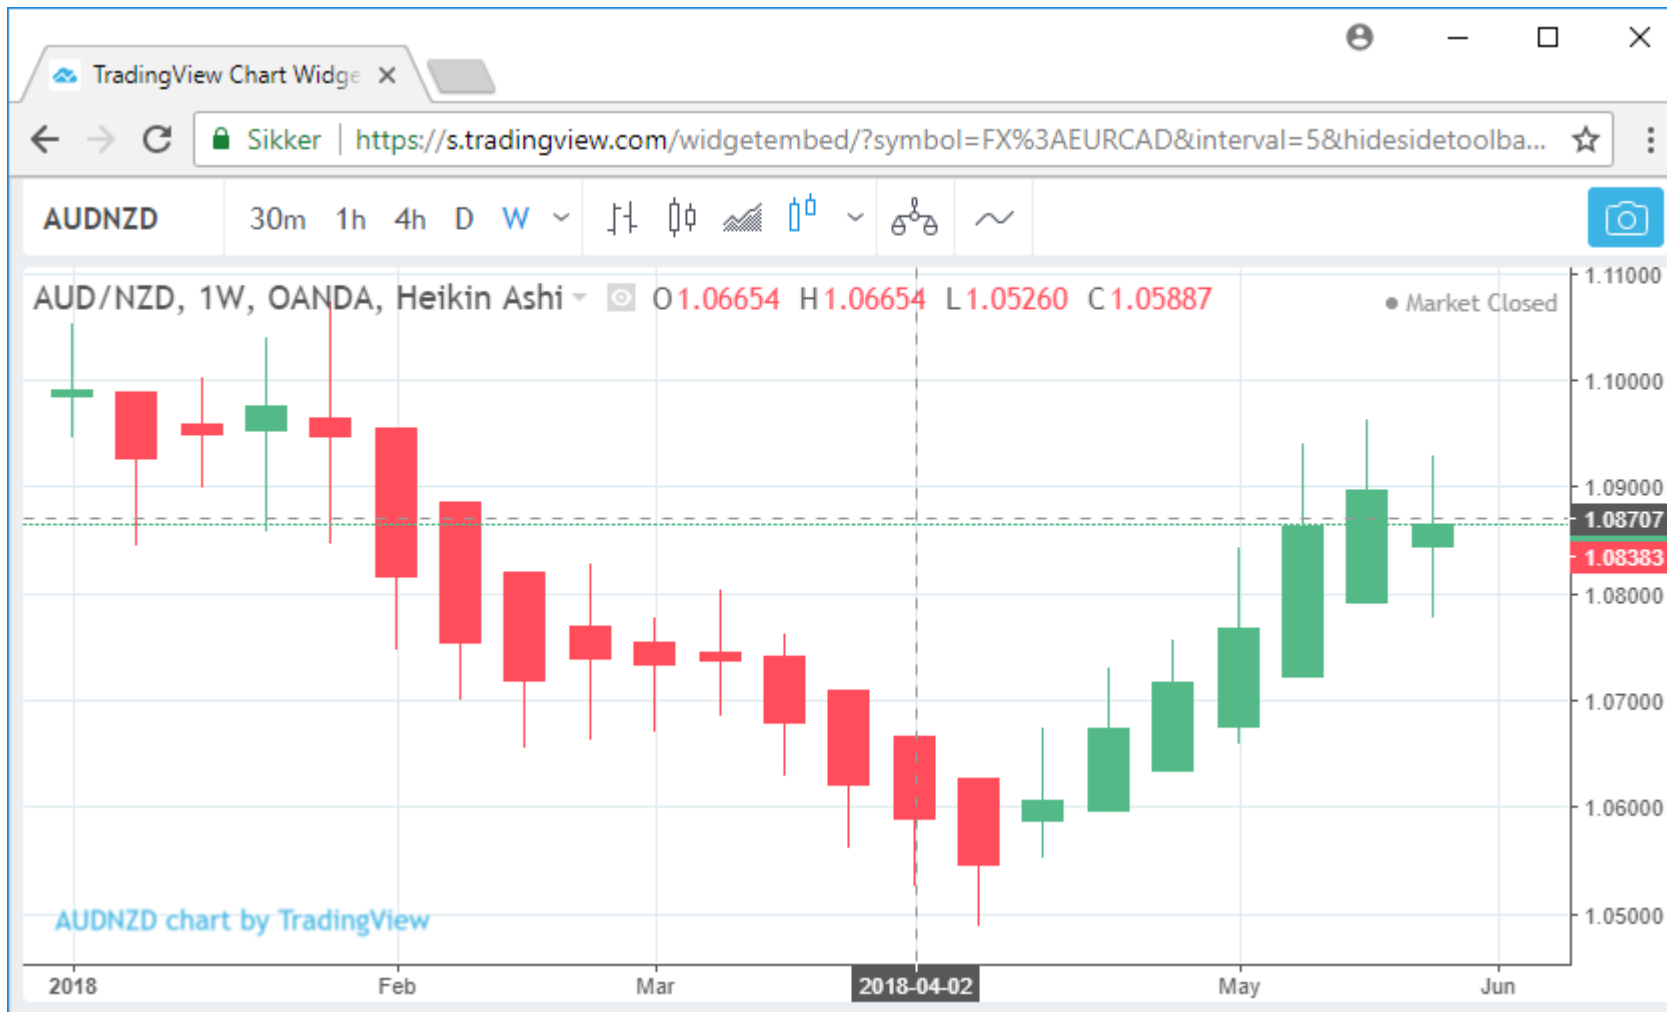 TradingView Chart Widge
Sikker
https://s.tradingview.com/widgetembed/?symbol=FX%3AEURCAD&interval=5&hidesidetoolba...
AUDNZD 30m 1h 4h D W
AUD/NZD, 1W, OANDA, Heikin Ashi O1.06654 H1.06654 L1.05260 C1.05887
Market Closed
1.11000
1.10000
1.09000
1.08707
1.08383
1.08000
1.07000
1.06000
1.05000
AUDNZD chart by TradingView
2018 Feb Mar 2018-04-02 May Jun